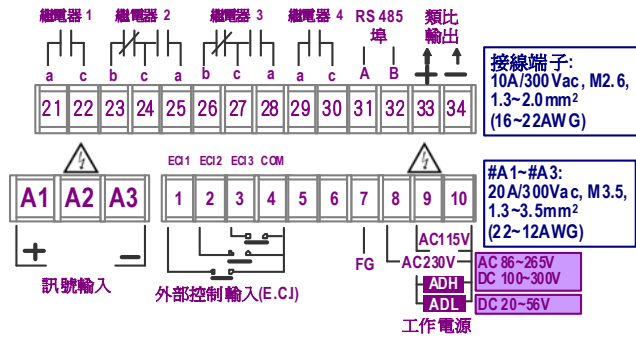 繼電器 1 繼電器 2 繼電器 3 繼電器 4 RS 485 類比
埠 輸出
a c b c a b c a a c A B + -
21 22 23 24 25 26 27 28 29 30 31 32 33 34
接線端子:
10A/300 Vac, M2.6,
1.3~2.0 mm²
(16~22AWG)
ECI1 ECI2 ECI3 COM
A1 A2 A3 1 2 3 4 5 6 7 8 9 10
#A1~#A3:
20A/300Vac, M3.5,
1.3~3.5mm²
(22~12AWG)
+ -
訊號輸入
外部控制輸入(E.C.I)
FG
AC115V
AC230V
AC 86~265V
DC 100~300V
ADH
ADL
DC 20~56V
工作電源